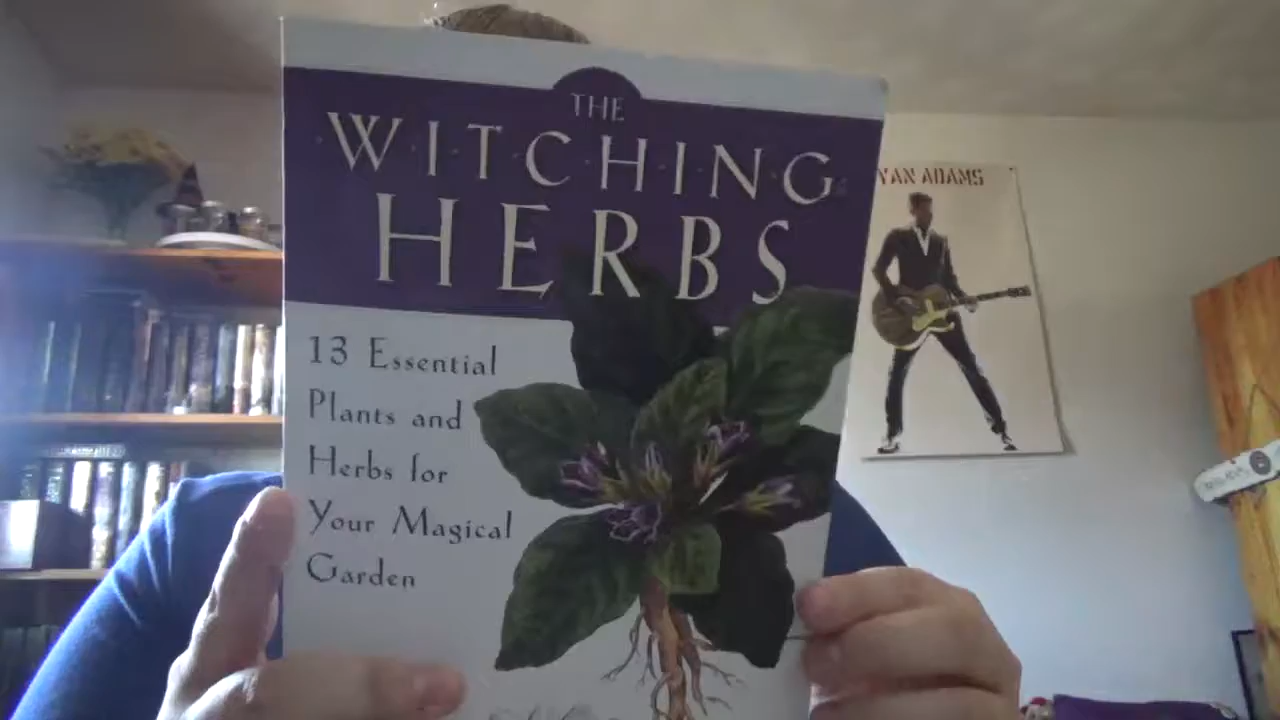 THE
WITCHING
HERBS
13 Essential
Plants and
Herbs for
Your Magical
Garden
YAN ADAMS